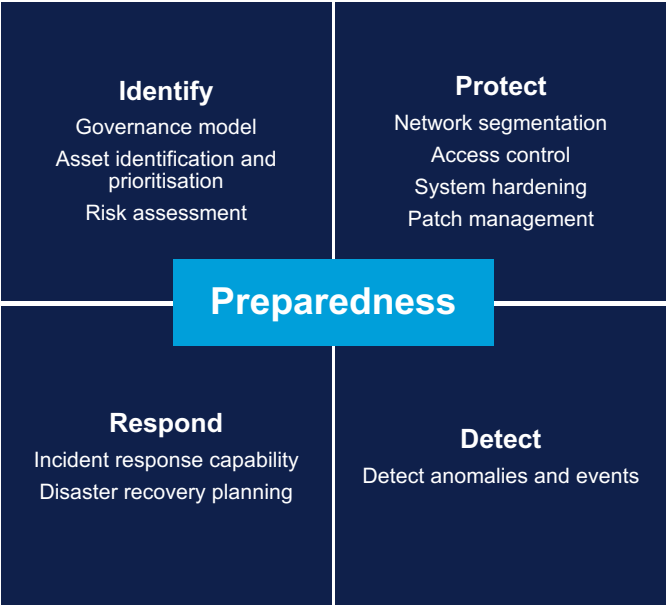 Identify
Governance model
Asset identification and
prioritisation
Risk assessment
Protect
Network segmentation
Access control
System hardening
Patch management
Preparedness
Respond
Incident response capability
Disaster recovery planning
Detect
Detect anomalies and events